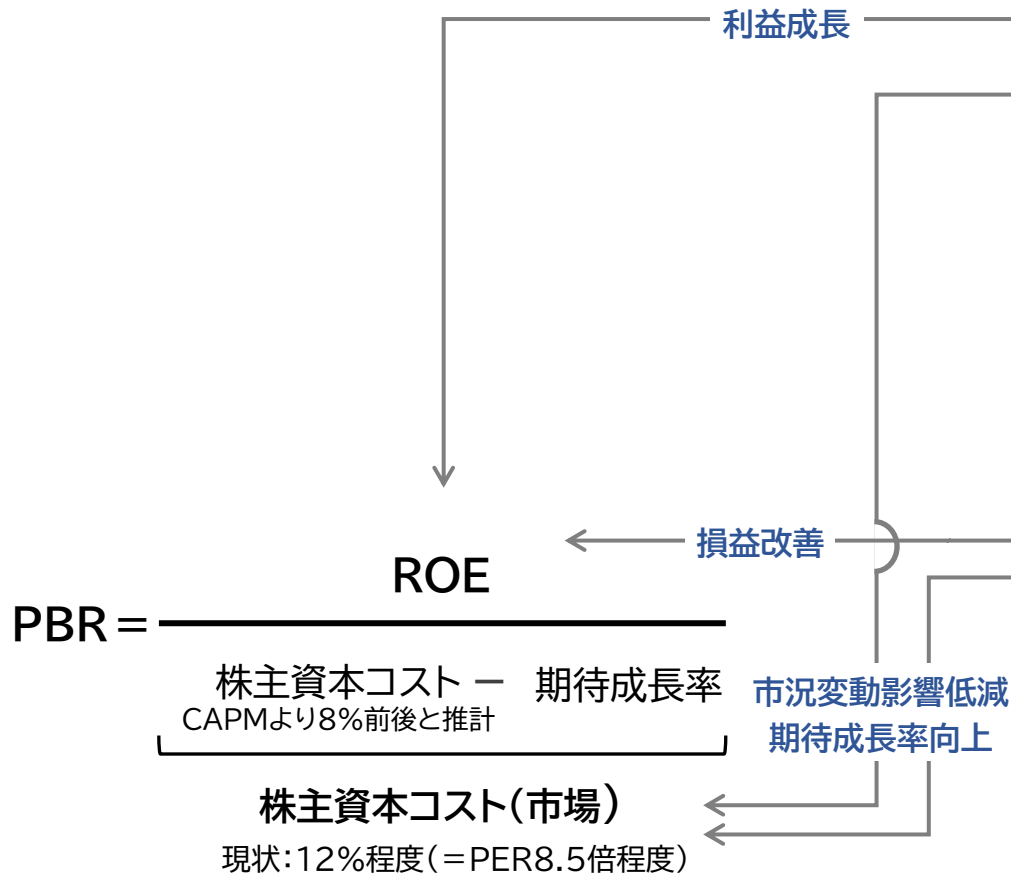 利益成長
損益改善
ROE
PBR＝
株主資本コスト － 期待成長率
CAPMより8％前後と推計
市況変動影響低減
期待成長率向上
株主資本コスト（市場）
現状：12％程度（＝PER8.5倍程度）